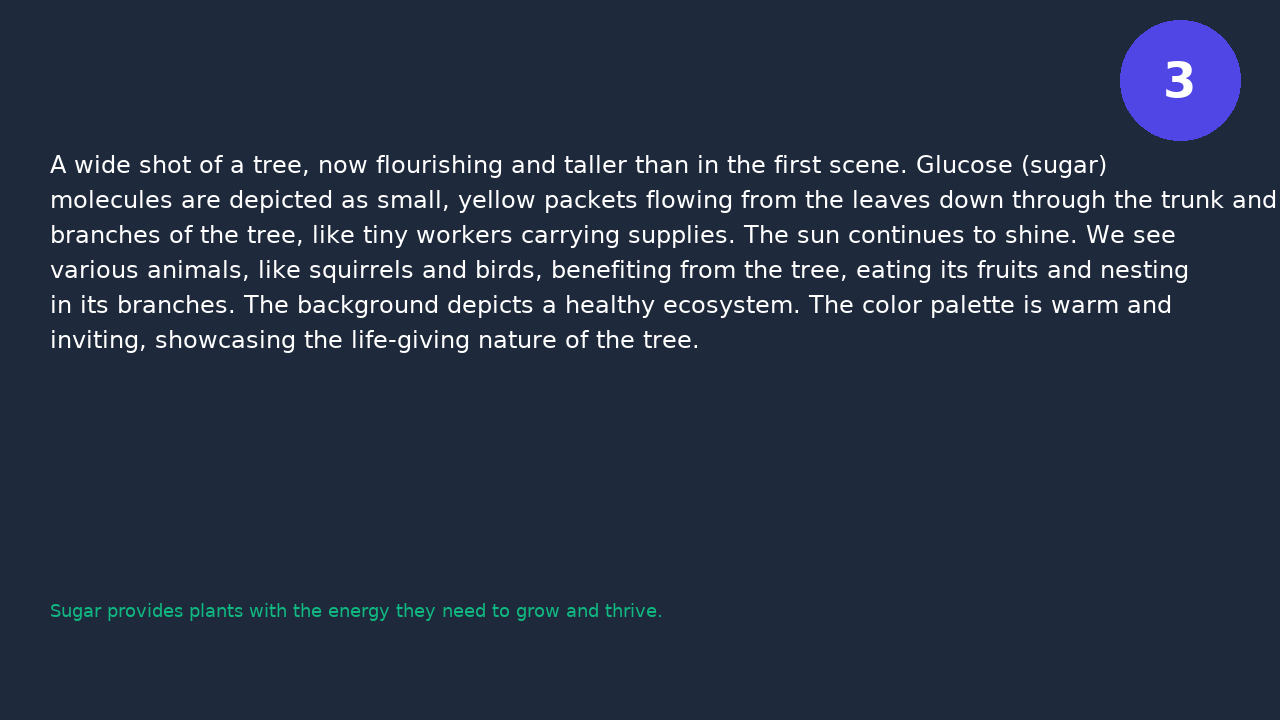 3
A wide shot of a tree, now flourishing and taller than in the first scene. Glucose (sugar)
molecules are depicted as small, yellow packets flowing from the leaves down through the trunk and
branches of the tree, like tiny workers carrying supplies. The sun continues to shine. We see
various animals, like squirrels and birds, benefiting from the tree, eating its fruits and nesting
in its branches. The background depicts a healthy ecosystem. The color palette is warm and
inviting, showcasing the life-giving nature of the tree.
Sugar provides plants with the energy they need to grow and thrive.